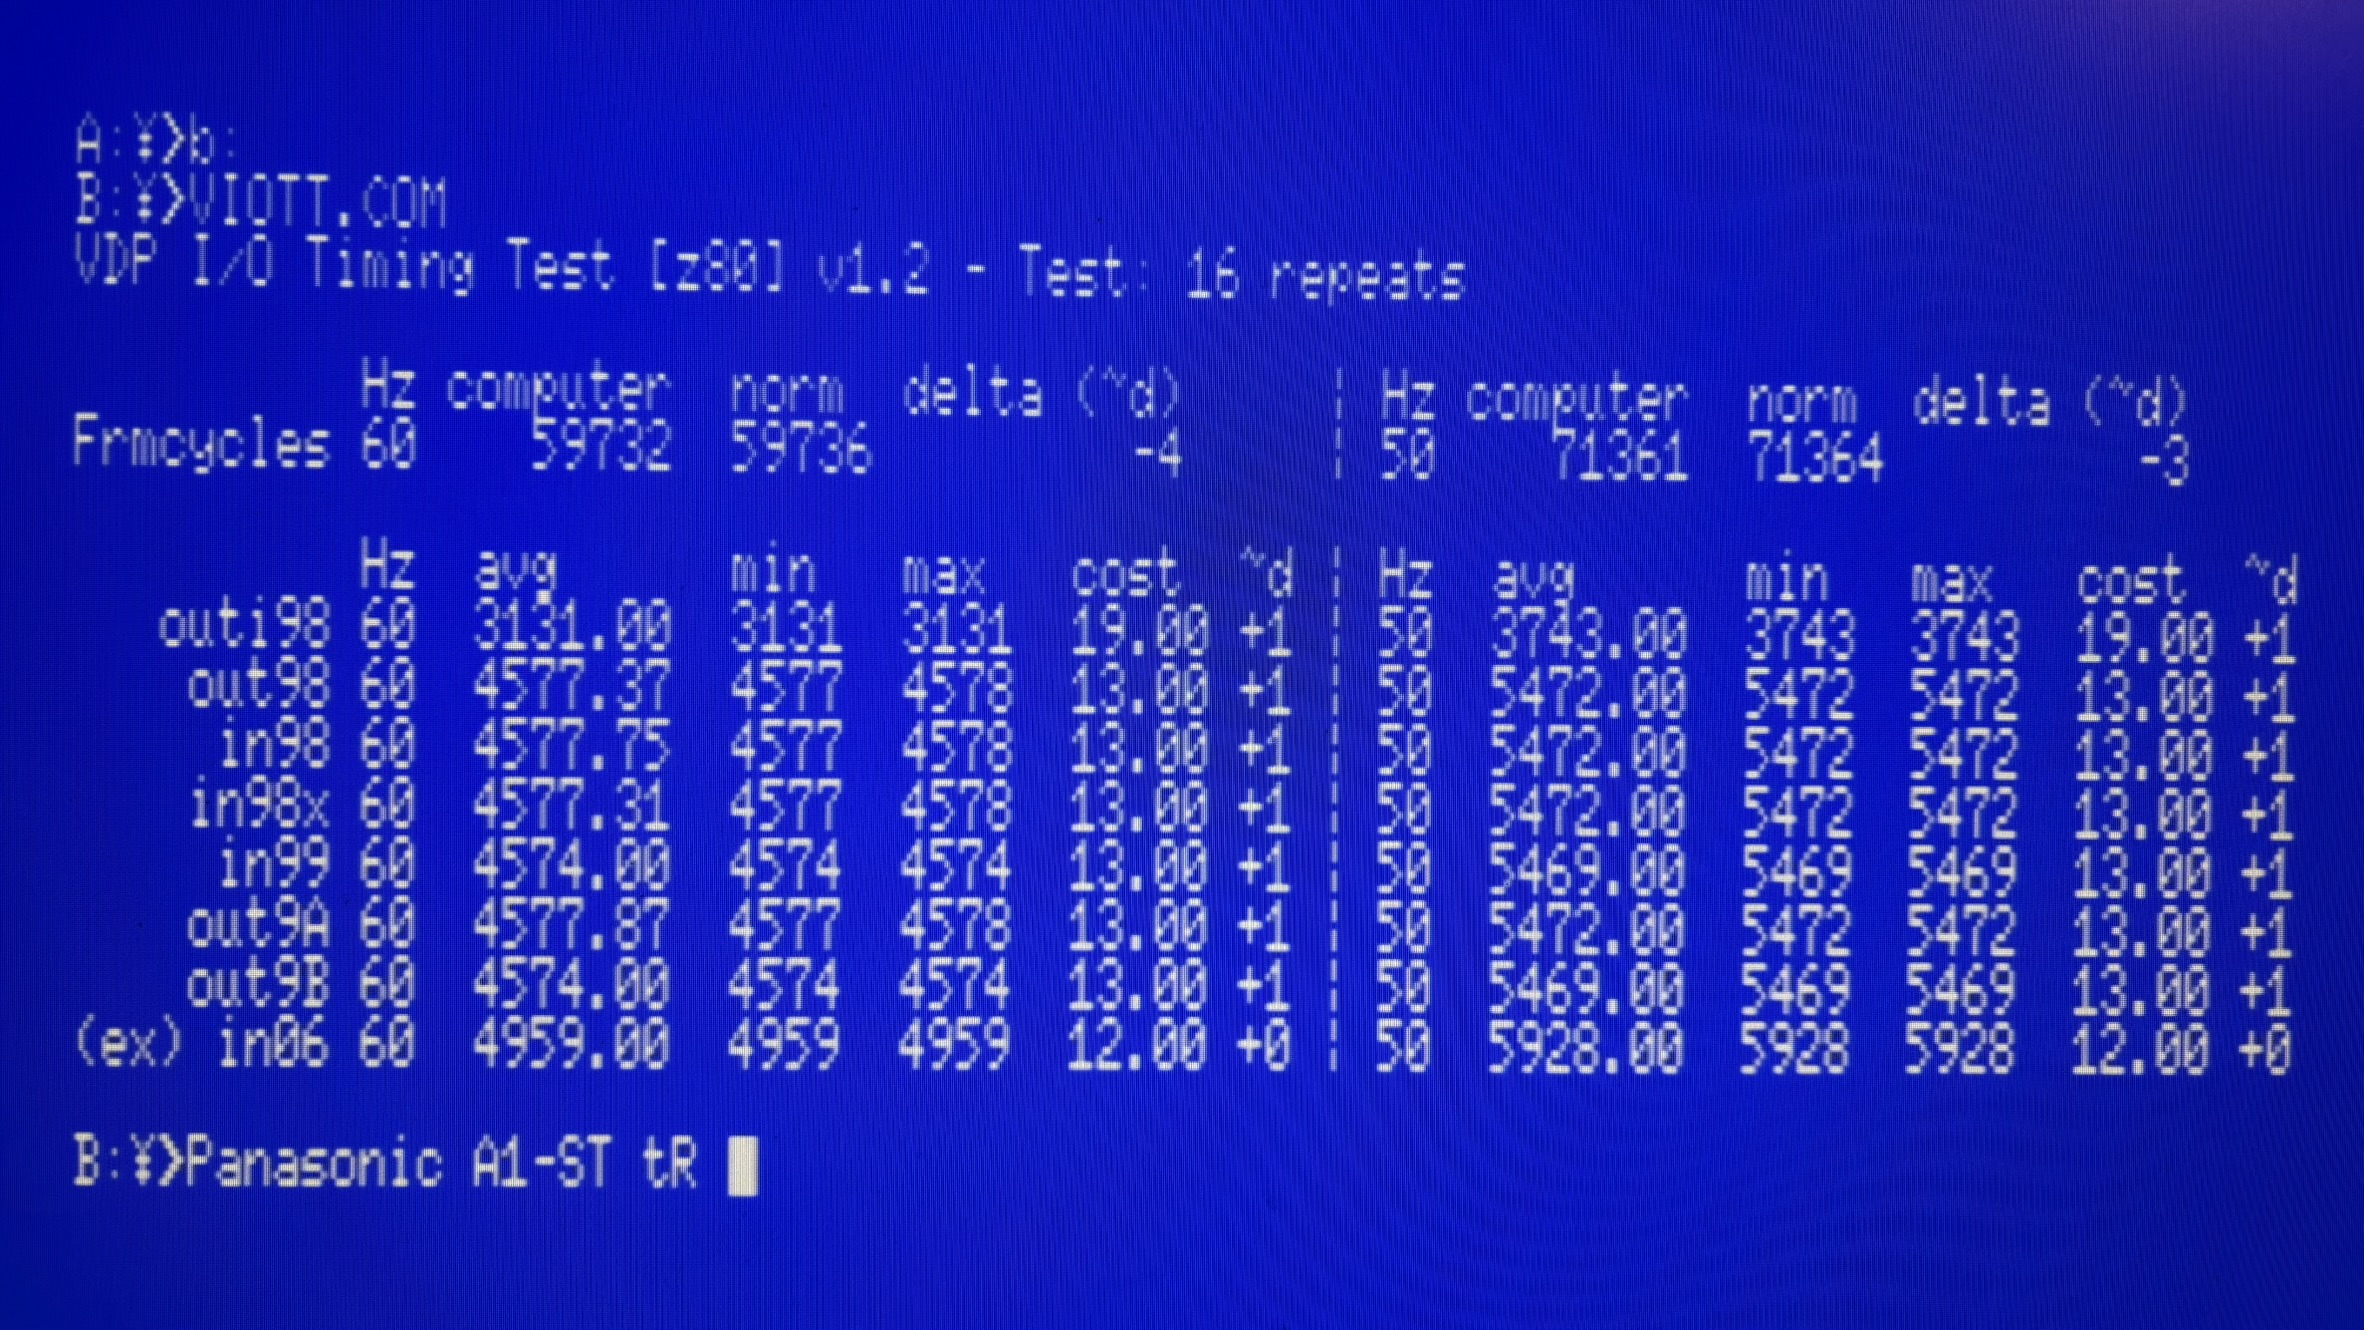 A:¥>b:
B:¥>VIOTT.COM
VDP I/O Timing Test [z80] v1.2 - Test: 16 repeats
Hz computer norm delta (~d) ¦ Hz computer norm delta (~d)
Frmcycles 60 59732 59736 -4 ¦ 50 71361 71364 -3
Hz avg min max cost ~d ¦ Hz avg min max cost ~d
outi98 60 3131.00 3131 3131 19.00 +1 ¦ 50 3743.00 3743 3743 19.00 +1
out98 60 4577.37 4577 4578 13.00 +1 ¦ 50 5472.00 5472 5472 13.00 +1
in98 60 4577.75 4577 4578 13.00 +1 ¦ 50 5472.00 5472 5472 13.00 +1
in98x 60 4577.31 4577 4578 13.00 +1 ¦ 50 5472.00 5472 5472 13.00 +1
in99 60 4574.00 4574 4574 13.00 +1 ¦ 50 5469.00 5469 5469 13.00 +1
out9A 60 4577.87 4577 4578 13.00 +1 ¦ 50 5472.00 5472 5472 13.00 +1
out9B 60 4574.00 4574 4574 13.00 +1 ¦ 50 5469.00 5469 5469 13.00 +1
(ex) in06 60 4959.00 4959 4959 12.00 +0 ¦ 50 5928.00 5928 5928 12.00 +0
B:¥>Panasonic A1-ST tR